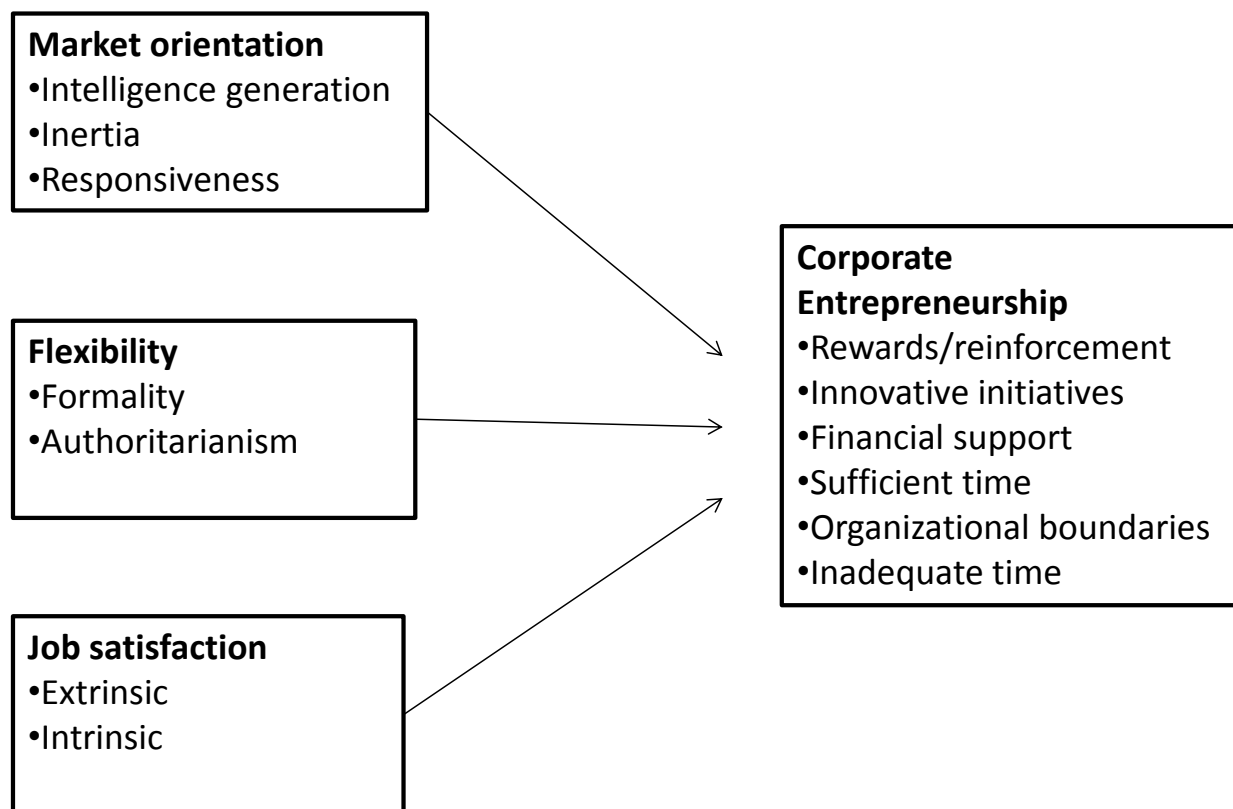 Market orientation
•Intelligence generation
•Inertia
•Responsiveness
Flexibility
•Formality
•Authoritarianism
Job satisfaction
•Extrinsic
•Intrinsic
Corporate
Entrepreneurship
•Rewards/reinforcement
•Innovative initiatives
•Financial support
•Sufficient time
•Organizational boundaries
•Inadequate time